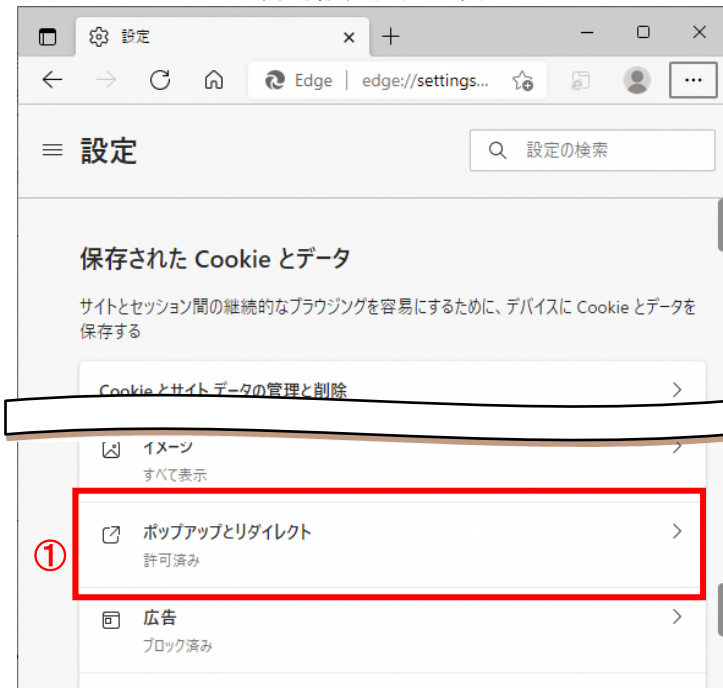 設定
Edge | edge://settings...
設定
設定の検索
保存された Cookie とデータ
サイトとセッション間の継続的なブラウジングを容易にするために、デバイスに Cookie とデータを
保存する
Cookie とサイト データの管理と削除
イメージ
すべて表示
①
ポップアップとリダイレクト
許可済み
広告
ブロック済み